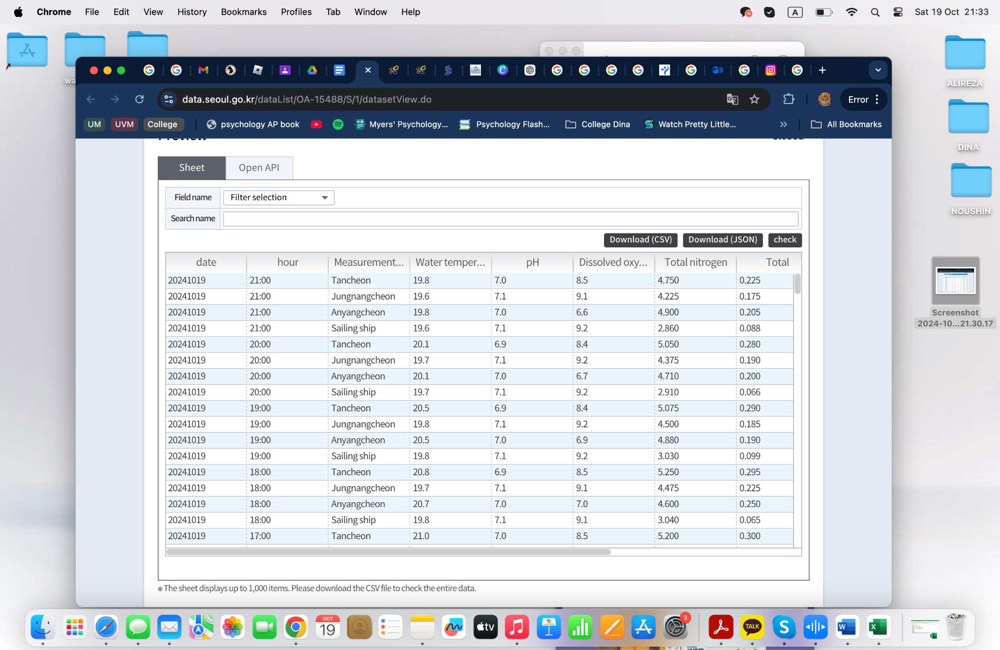 Chrome File Edit View History Bookmarks Profiles Tab Window Help A Sat 19 Oct 21:33
wa
ALIREZA
data.seoul.go.kr/dataList/OA-15488/S/1/datasetView.do Error
UM UVM College psychology AP book Myers' Psychology... Psychology Flash... College Dina Watch Pretty Little... » All Bookmarks
Preview Closed
DINA
Sheet Open API
Field name Filter selection
NOUSHIN
Search name
Download (CSV) Download (JSON) check
date hour Measurement... Water temper... pH Dissolved oxy... Total nitrogen Total
20241019 21:00 Tancheon 19.8 7.0 8.5 4.750 0.225
20241019 21:00 Jungnangcheon 19.6 7.1 9.1 4.225 0.175
20241019 21:00 Anyangcheon 19.8 7.0 6.6 4.900 0.205
Screenshot
2024-10...21.30.17
20241019 21:00 Sailing ship 19.6 7.1 9.2 2.860 0.088
20241019 20:00 Tancheon 20.1 6.9 8.4 5.050 0.280
20241019 20:00 Jungnangcheon 19.7 7.1 9.2 4.375 0.190
20241019 20:00 Anyangcheon 20.1 7.0 6.7 4.710 0.200
20241019 20:00 Sailing ship 19.7 7.1 9.2 2.910 0.066
20241019 19:00 Tancheon 20.5 6.9 8.4 5.075 0.290
20241019 19:00 Jungnangcheon 19.8 7.1 9.2 4.500 0.185
20241019 19:00 Anyangcheon 20.5 7.0 6.9 4.880 0.190
20241019 19:00 Sailing ship 19.8 7.1 9.2 3.030 0.099
20241019 18:00 Tancheon 20.8 6.9 8.5 5.250 0.295
20241019 18:00 Jungnangcheon 19.7 7.1 9.1 4.475 0.225
20241019 18:00 Anyangcheon 20.7 7.0 7.0 4.600 0.250
20241019 18:00 Sailing ship 19.8 7.1 9.1 3.040 0.065
20241019 17:00 Tancheon 21.0 7.0 8.5 5.200 0.300
※ The sheet displays up to 1,000 items. Please download the CSV file to check the entire data.
OCT
19
tv
3
TALK
S
W
X